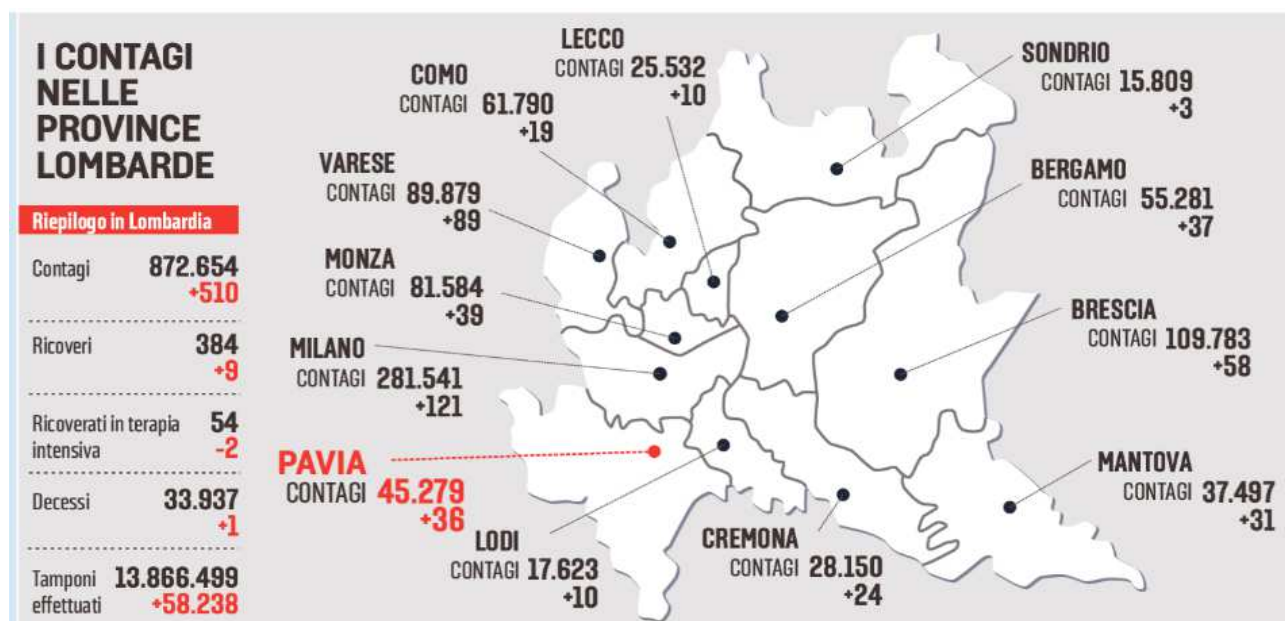 I CONTAGI
NELLE
PROVINCE
LOMBARDE
Riepilogo in Lombardia
Contagi 872.654
+510
Ricoveri 384
+9
Ricoverati in terapia intensiva 54
-2
Decessi 33.937
+1
Tamponi effettuati 13.866.499
+58.238
LECCO
CONTAGI 25.532
+10
COMO
CONTAGI 61.790
+19
VARESE
CONTAGI 89.879
+89
MONZA
CONTAGI 81.584
+39
MILANO
CONTAGI 281.541
+121
PAVIA
CONTAGI 45.279
+36
LODI
CONTAGI 17.623
+10
CREMONA
CONTAGI 28.150
+24
SONDRIO
CONTAGI 15.809
+3
BERGAMO
CONTAGI 55.281
+37
BRESCIA
CONTAGI 109.783
+58
MANTOVA
CONTAGI 37.497
+31